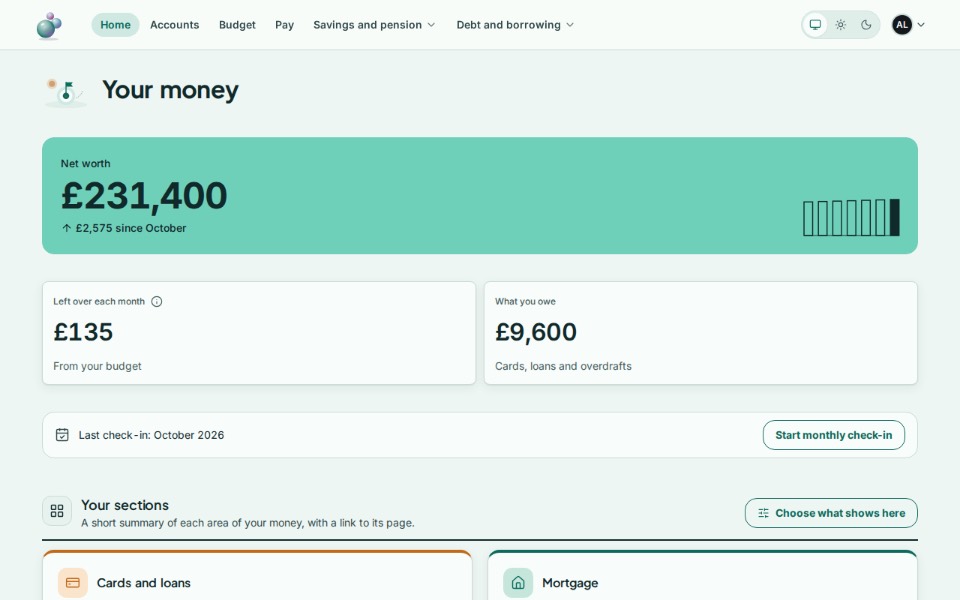 Home
Accounts
Budget
Pay
Savings and pension
Debt and borrowing
AL
Your money
Net worth
£231,400
↑ £2,575 since October
Left over each month
£135
From your budget
What you owe
£9,600
Cards, loans and overdrafts
Last check-in: October 2026
Start monthly check-in
Your sections
A short summary of each area of your money, with a link to its page.
Choose what shows here
Cards and loans
Mortgage